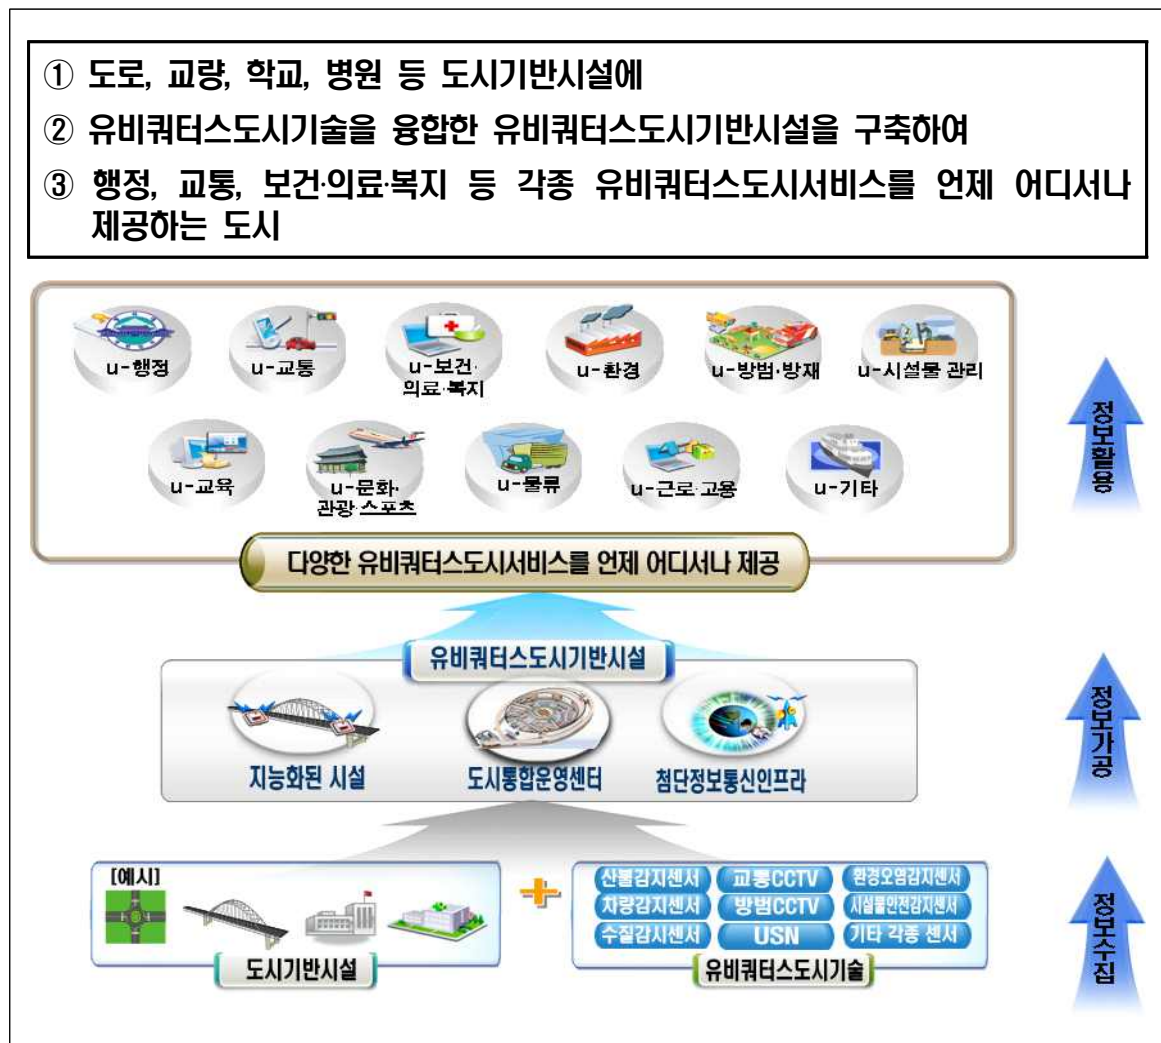 ① 도로, 교량, 학교, 병원 등 도시기반시설에
② 유비쿼터스도시기술을 융합한 유비쿼터스도시기반시설을 구축하여
③ 행정, 교통, 보건·의료·복지 등 각종 유비쿼터스도시서비스를 언제 어디서나
제공하는 도시
u-행정
u-교통
u-보건·
의료·복지
u-환경
u-방범·방재
u-시설물 관리
u-교육
u-문화·
관광·스포츠
u-물류
u-근로·고용
u-기타
정보활용
다양한 유비쿼터스도시서비스를 언제 어디서나 제공
유비쿼터스도시기반시설
지능화된 시설
도시통합운영센터
첨단정보통신인프라
정보가공
[예시]
도시기반시설
산불감지센서
교통CCTV
환경오염감지센서
차량감지센서
방범CCTV
시설물안전감지센서
수질감시센서
USN
기타 각종 센서
유비쿼터스도시기술
정보수집